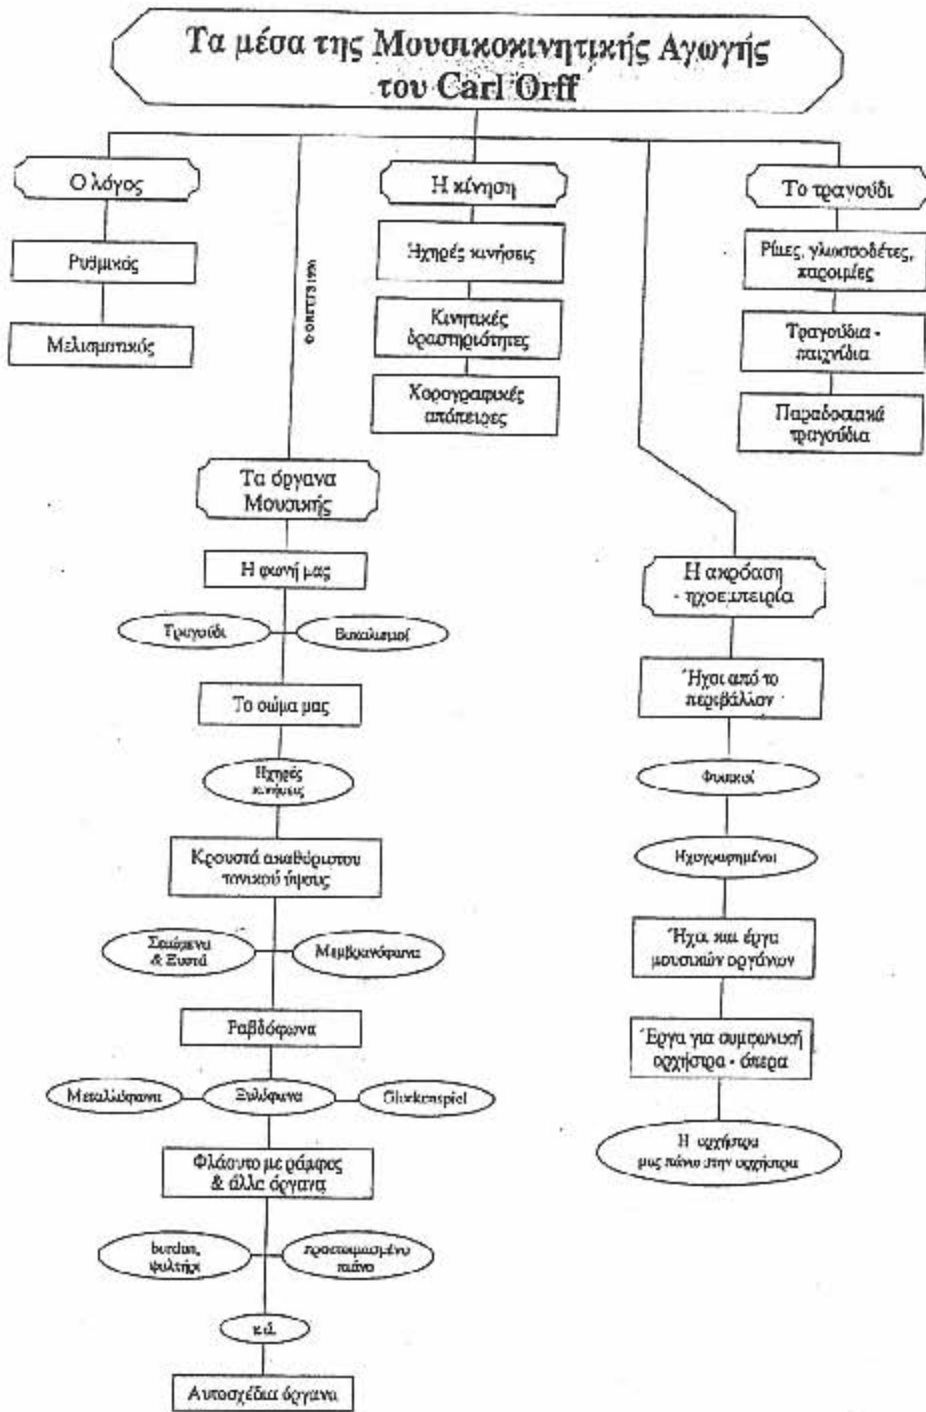 Τα μέσα της Μουσικοκινητικής Αγωγής
του Carl Orff
Ο λόγος
Ρυθμικός
Μελισματικός
Η κίνηση
Ηχηρές κινήσεις
Κινητικές
δραστηριότητες
Χορογραφικές
απόπειρες
Το τραγούδι
Ρίμες, γλωσσοδέτες,
παροιμίες
Τραγούδια -
παιχνίδια
Παραδοσιακά
τραγούδια
Τα όργανα
Μουσικής
Η φωνή μας
Τραγούδι
Βοκαλισμοί
Το σώμα μας
Ηχηρές
κινήσεις
Κρουστά ακαθόριστου
τονικού ύψους
Σειόμενα
& Ξυστά
Μεμβρανόφωνα
Ραβδόφωνα
Μεταλλόφωνα
Ξυλόφωνα
Glockenspiel
Φλάουτο με ράμφος
& άλλα όργανα
burdun,
ψαλτήρι
προετοιμασμένο
πιάνο
κ.ά.
Αυτοσχέδια όργανα
Η ακρόαση
- ηχοεμπειρία
Ήχοι από το
περιβάλλον
Φυσικοί
Ηχογραφημένοι
Ήχοι και έργα
μουσικών οργάνων
Έργα για συμφωνική
ορχήστρα - όπερα
Η ορχήστρα
μας πάνω στην ορχήστρα